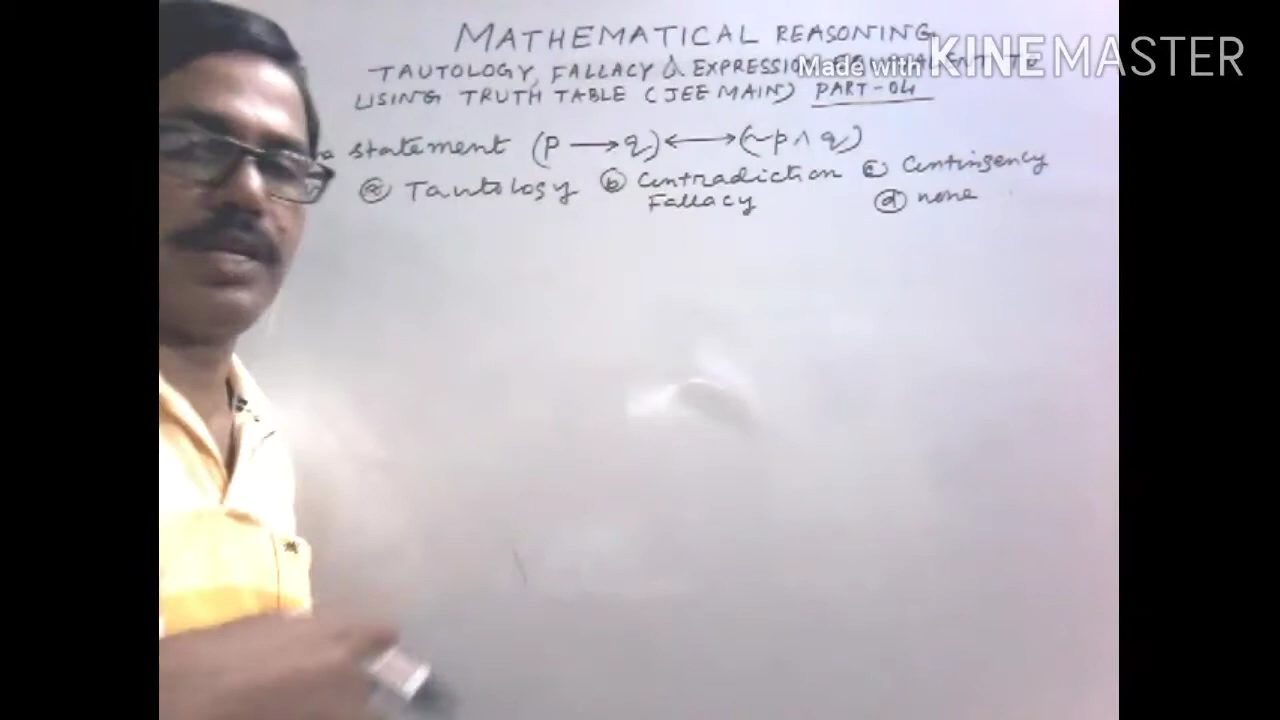 MATHEMATICAL REASONING
TAUTOLOGY, FALLACY & EXPRESSION
Made with KINEMASTER
USING TRUTH TABLE (JEE MAIN) PART-04
statement (p → q) ↔ (~p ∧ q)
(a) Tautology (b) Contradiction (c) Contingency
Fallacy (d) none